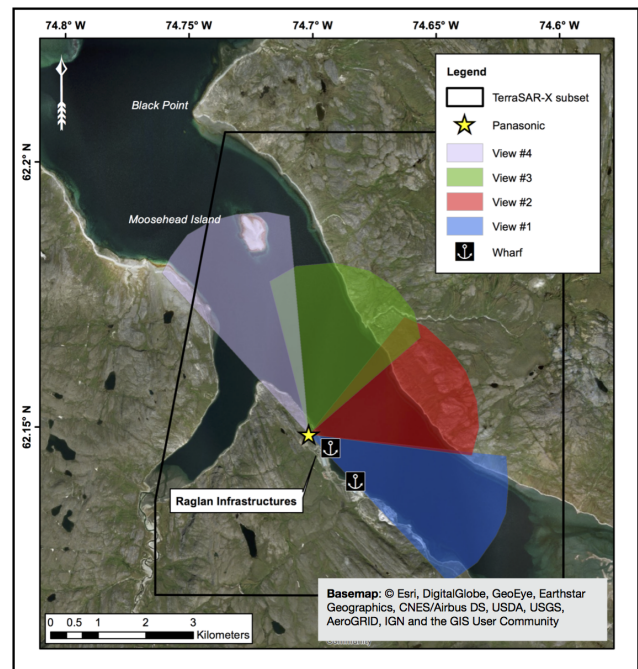 74.8° W
74.75° W
74.7° W
74.65° W
62.2° N
62.15° N
Black Point
Moosehead Island
Legend
TerraSAR-X subset
Panasonic
View #4
View #3
View #2
View #1
Wharf
Raglan Infrastructures
0 0.5 1 2 3
Kilometers
Basemap: © Esri, DigitalGlobe, GeoEye, Earthstar
Geographics, CNES/Airbus DS, USDA, USGS,
AeroGRID, IGN and the GIS User Community